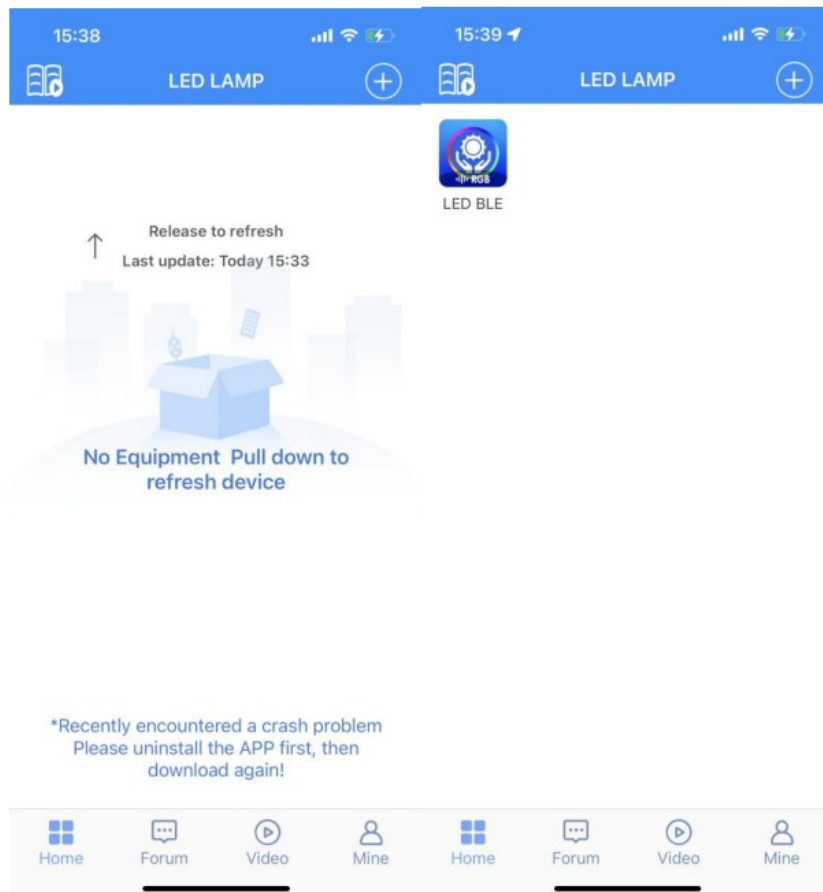 15:38
LED LAMP
Release to refresh
Last update: Today 15:33
No Equipment Pull down to
refresh device
*Recently encountered a crash problem
Please uninstall the APP first, then
download again!
Home Forum Video Mine
15:39
LED LAMP
RGB
LED BLE
Home Forum Video Mine